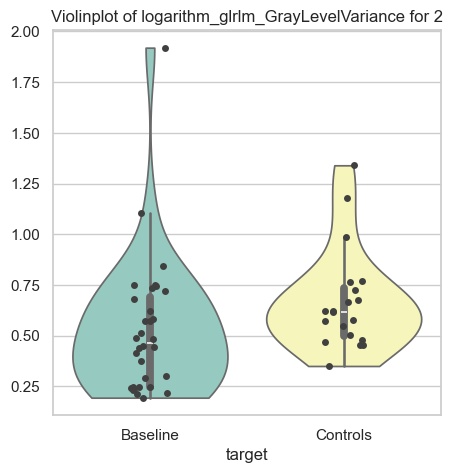 Violinplot of logarithm_glrlm_GrayLevelVariance for 2
2.00
1.75
1.50
1.25
1.00
0.75
0.50
0.25
Baseline
Controls
target